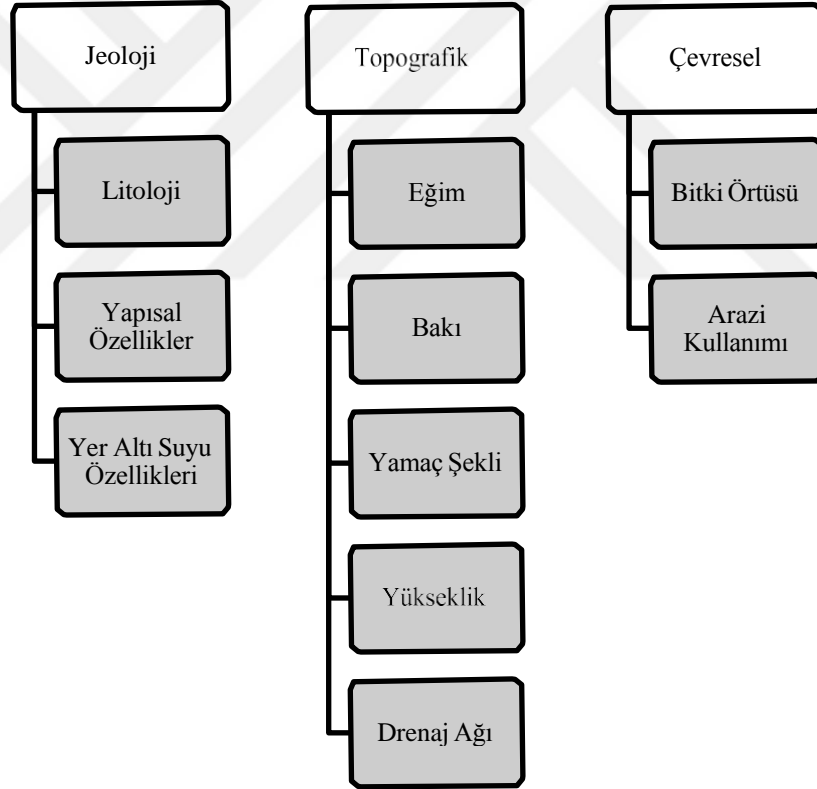 Jeoloji
Litoloji
Yapısal
Özellikler
Yer Altı Suyu
Özellikleri
Topografik
Eğim
Bakı
Yamaç Şekli
Yükseklik
Drenaj Ağı
Çevresel
Bitki Örtüsü
Arazi
Kullanımı